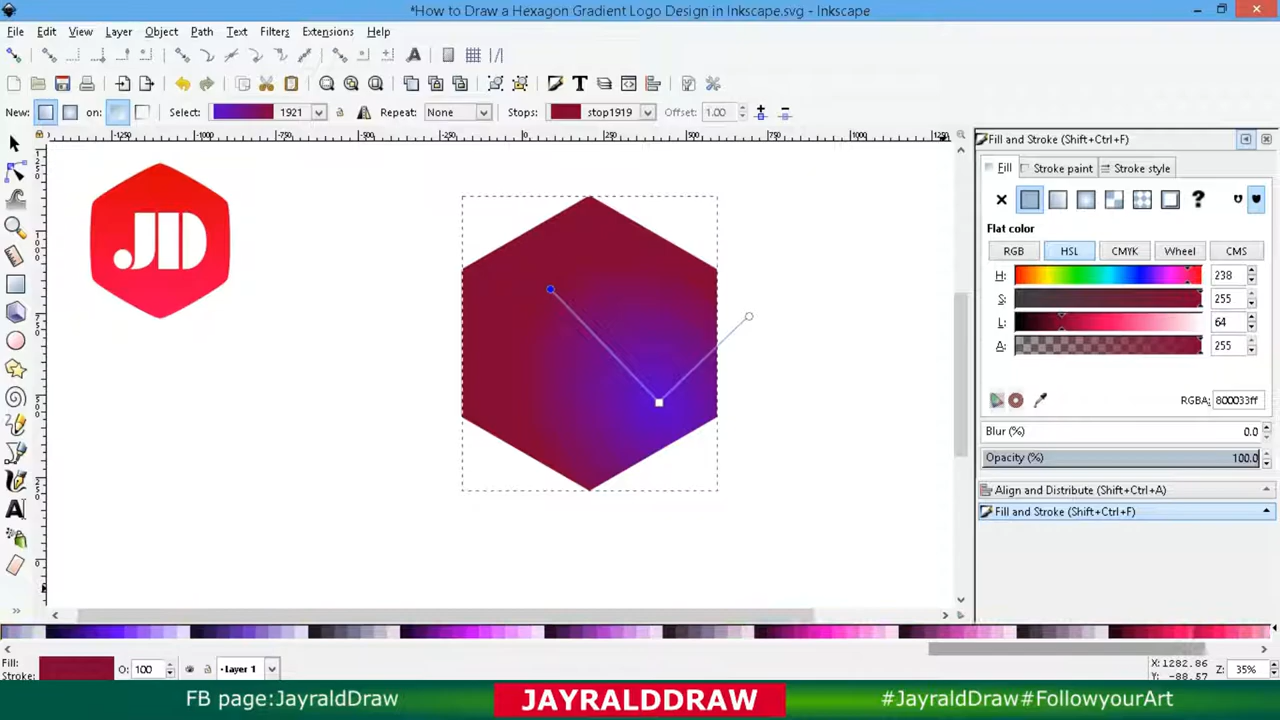 *How to Draw a Hexagon Gradient Logo Design in Inkscape.svg - Inkscape
File Edit View Layer Object Path Text Filters Extensions Help
New: on: Select: 1921 Repeat: None Stops: stop1919 Offset: 1.00
Fill and Stroke (Shift+Ctrl+F)
Fill Stroke paint Stroke style
Flat color
RGB HSL CMYK Wheel CMS
H: 238
S: 255
L: 64
A: 255
RGBA: 800033ff
Blur (%) 0.0
Opacity (%) 100.0
Align and Distribute (Shift+Ctrl+A)
Fill and Stroke (Shift+Ctrl+F)
JD
Fill:
Stroke:
O: 100
Layer 1
X: 1282.86
Y: -88.57
Z: 35%
FB page:JayraldDraw
JAYRALDDRAW
#JayraldDraw#FollowyourArt